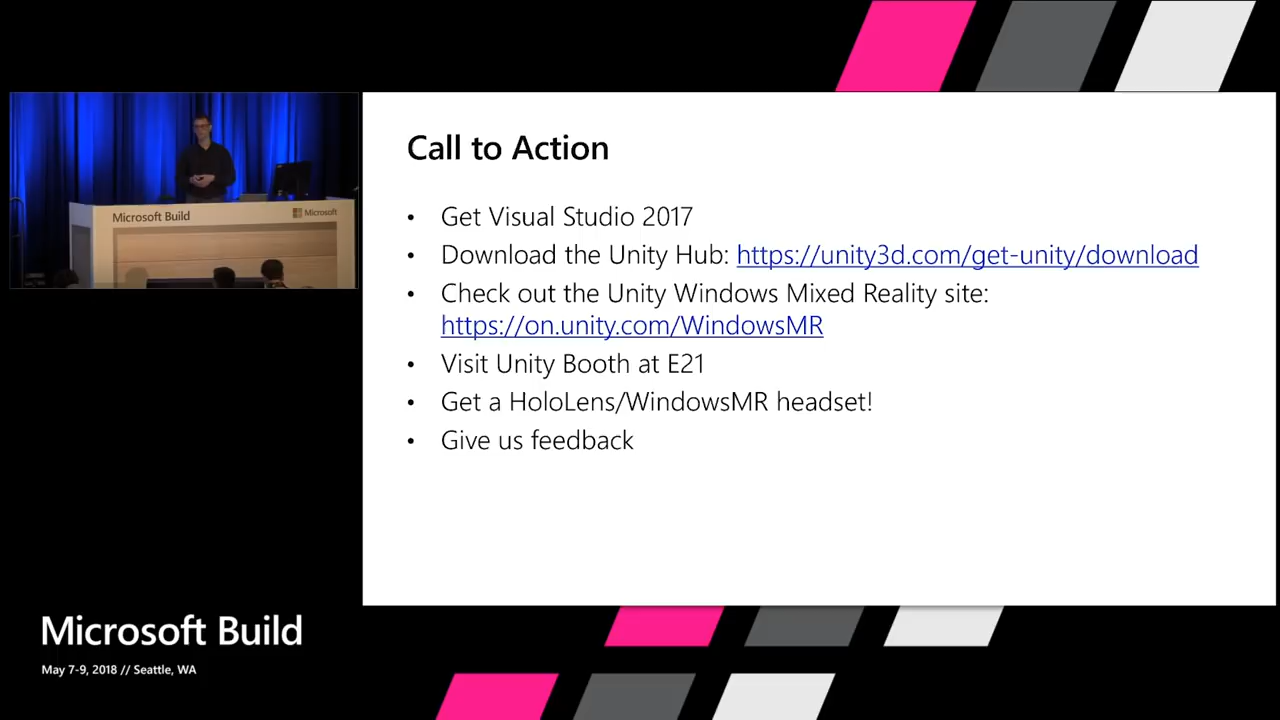 Microsoft Build
Microsoft
Call to Action
• Get Visual Studio 2017
• Download the Unity Hub: https://unity3d.com/get-unity/download
• Check out the Unity Windows Mixed Reality site:
https://on.unity.com/WindowsMR
• Visit Unity Booth at E21
• Get a HoloLens/WindowsMR headset!
• Give us feedback
Microsoft Build
May 7-9, 2018 // Seattle, WA